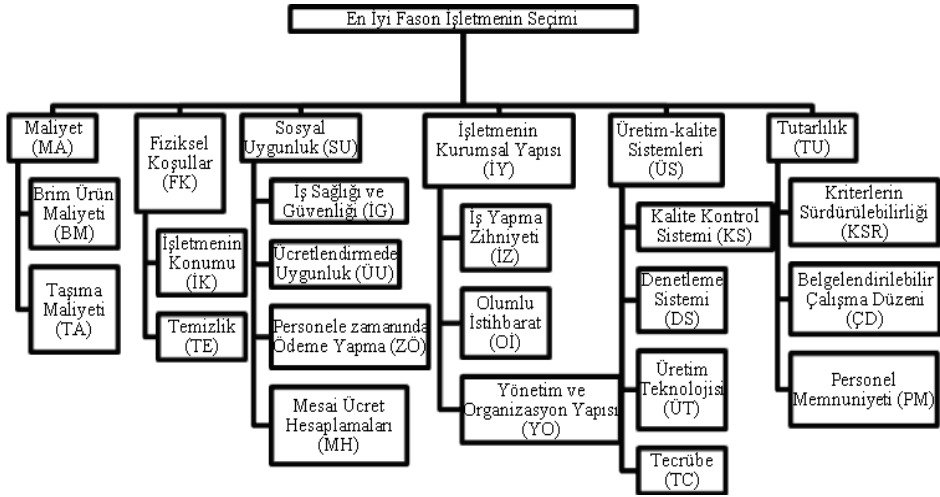 En İyi Fason İşletmenin Seçimi
Maliyet
(MA)
Brim Ürün
Maliyeti
(BM)
Taşıma
Maliyeti
(TA)
Fiziksel
Koşullar
(FK)
İşletmenin
Konumu
(İK)
Temizlik
(TE)
Sosyal
Uygunluk (SU)
İş Sağlığı ve
Güvenliği (İG)
Ücretlendirmede
Uygunluk (ÜU)
Personele zamanında
Ödeme Yapma (ZÖ)
Mesai Ücret
Hesaplamaları
(MH)
İşletmenin
Kurumsal Yapısı
(İY)
İş Yapma
Zihniyeti
(İZ)
Olumlu
İstihbarat
(Oİ)
Yönetim ve
Organizasyon Yapısı
(YO)
Üretim-kalite
Sistemleri
(ÜS)
Kalite Kontrol
Sistemi (KS)
Denetleme
Sistemi
(DS)
Üretim
Teknolojisi
(ÜT)
Tecrübe
(TC)
Tutarlılık
(TU)
Kriterlerin
Sürdürülebilirliği
(KSR)
Belgelendirilebilir
Çalışma Düzeni
(ÇD)
Personel
Memnuniyeti (PM)